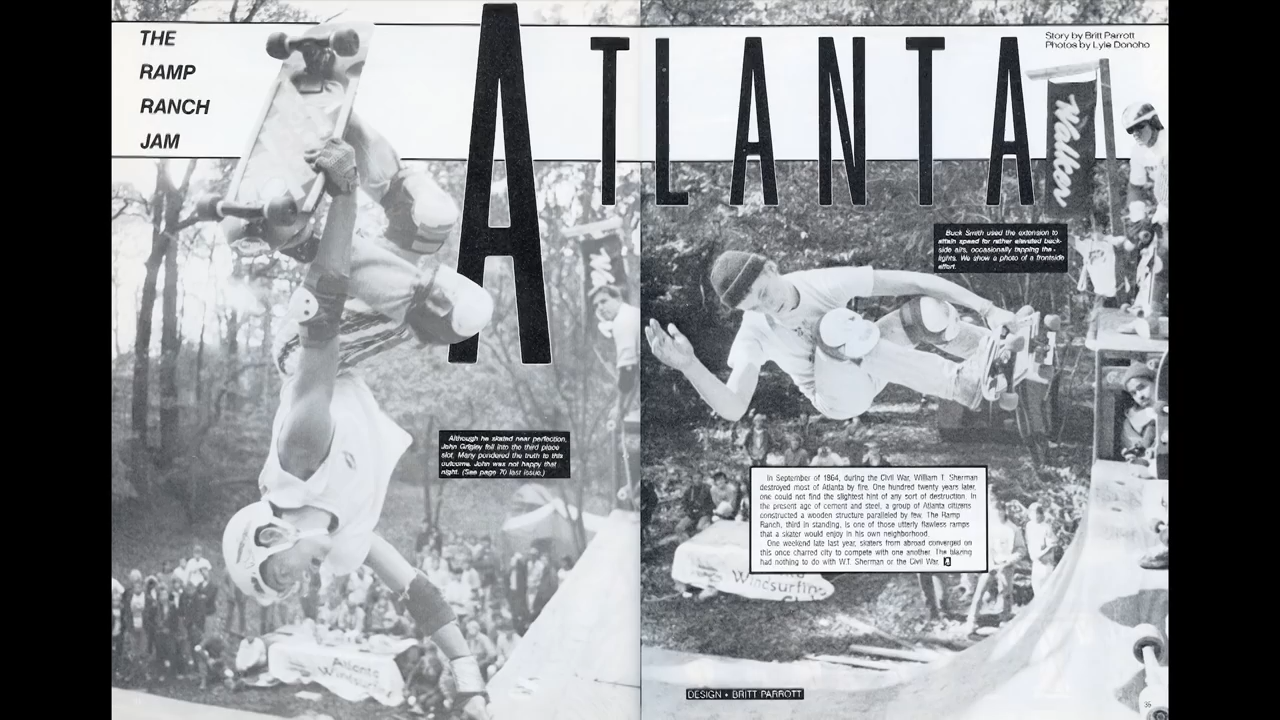 THE
RAMP
RANCH
JAM
ATLANTA
Story by Britt Parrott
Photos by Lyle Donoho
Walker
Buck Smith used the extension to
attain speed for rather elevated back-
side airs, occasionally tapping the
lights. We show a photo of a frontside
effort.
Although he skated near perfection,
John Grigley fell into the third place
slot. Many pondered the truth to this
outcome. John was not happy that
night. (See page 70 last issue.)
In September of 1864, during the Civil War, William T. Sherman
destroyed most of Atlanta by fire. One hundred twenty years later,
one could not find the slightest hint of any sort of destruction. In
the present age of cement and steel, a group of Atlanta citizens
constructed a wooden structure paralleled by few. The Ramp
Ranch, third in standing, is one of those utterly flawless ramps
that a skater would enjoy in his own neighborhood.
One weekend late last year, skaters from abroad converged on
this once charred city to compete with one another. The blazing
had nothing to do with W.T. Sherman or the Civil War.
Windsurfing
Atlanta
Windsurfing
DESIGN • BRITT PARROTT